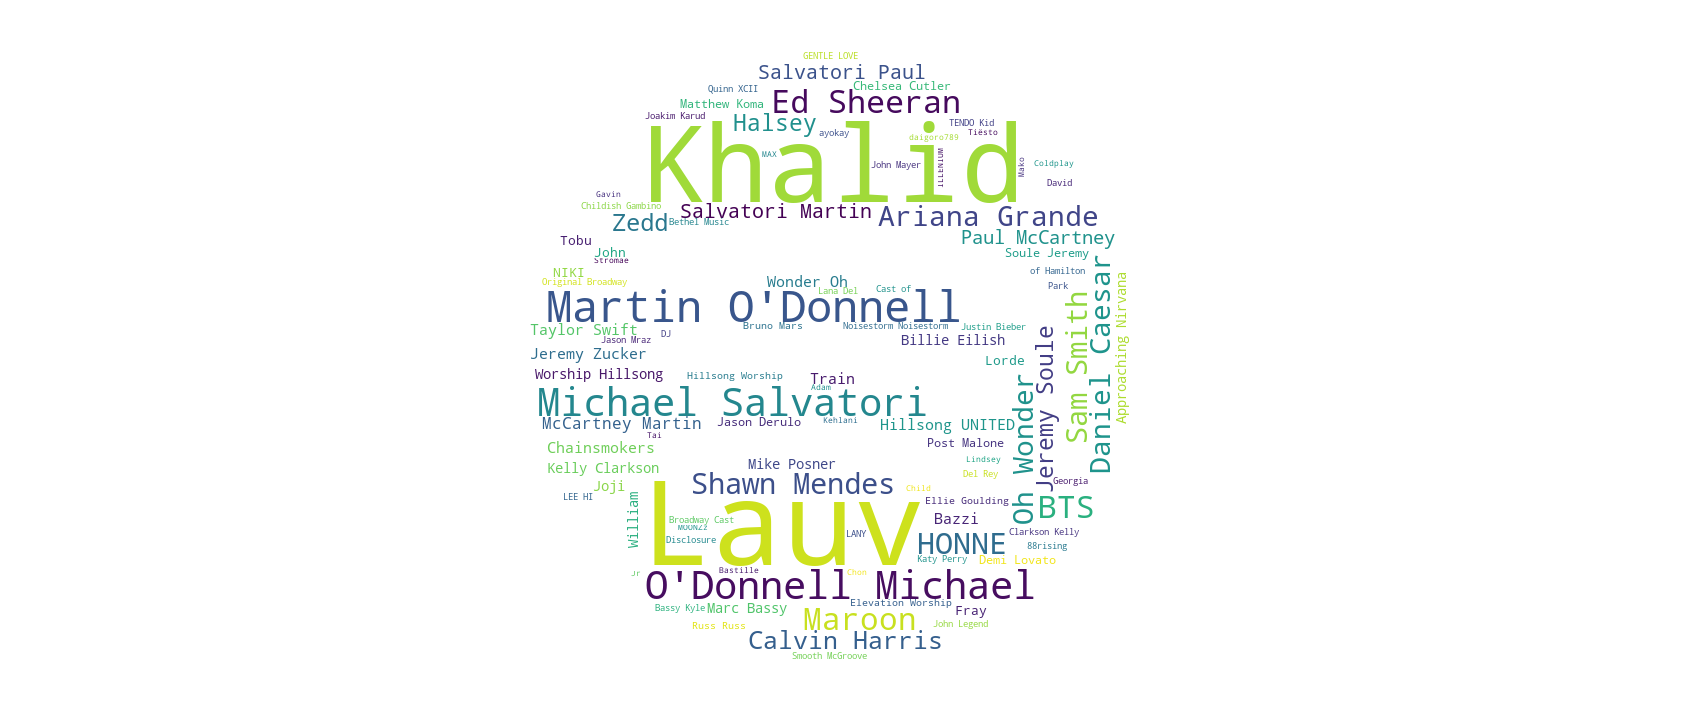 GENTLE LOVE
Salvatori Paul
Quinn XCII
Chelsea Cutler
Matthew Koma
Ed Sheeran
Joakim Karud
Halsey
ayokay
TENDO Kid
Tiësto
daigoro789
Khalid
MAX
John Mayer
ILLENIUM
Mako
Coldplay
David
Gavin
Childish Gambino
Salvatori Martin
Ariana Grande
Zedd
Bethel Music
Paul McCartney
Tobu
John
Stromae
Soule Jeremy
NIKI
Original Broadway
of Hamilton
Park
Wonder Oh
Lana Del
Cast of
Martin O'Donnell
Taylor Swift
DJ
Bruno Mars
Noisestorm Noisestorm
Justin Bieber
Jason Mraz
Billie Eilish
Jeremy Zucker
Lorde
Worship Hillsong
Hillsong Worship
Train
Adam
Sam Smith
Daniel Caesar
Approaching Nirvana
Jeremy Soule
Oh Wonder
Michael Salvatori
McCartney Martin
Jason Derulo
Kehlani
Hillsong UNITED
Tai
Chainsmokers
Post Malone
Kelly Clarkson
Mike Posner
Lindsey
Del Rey
Joji
Shawn Mendes
Child
Georgia
LEE HI
William
Ellie Goulding
BTS
Lauv
Broadway Cast
MOONZz
Disclosure
LANY
Bazzi
HONNE
Clarkson Kelly
88rising
Katy Perry
Demi Lovato
Jr
Bastille
Chon
O'Donnell Michael
Bassy Kyle
Marc Bassy
Elevation Worship
Fray
Russ Russ
Maroon
John Legend
Calvin Harris
Smooth McGroove